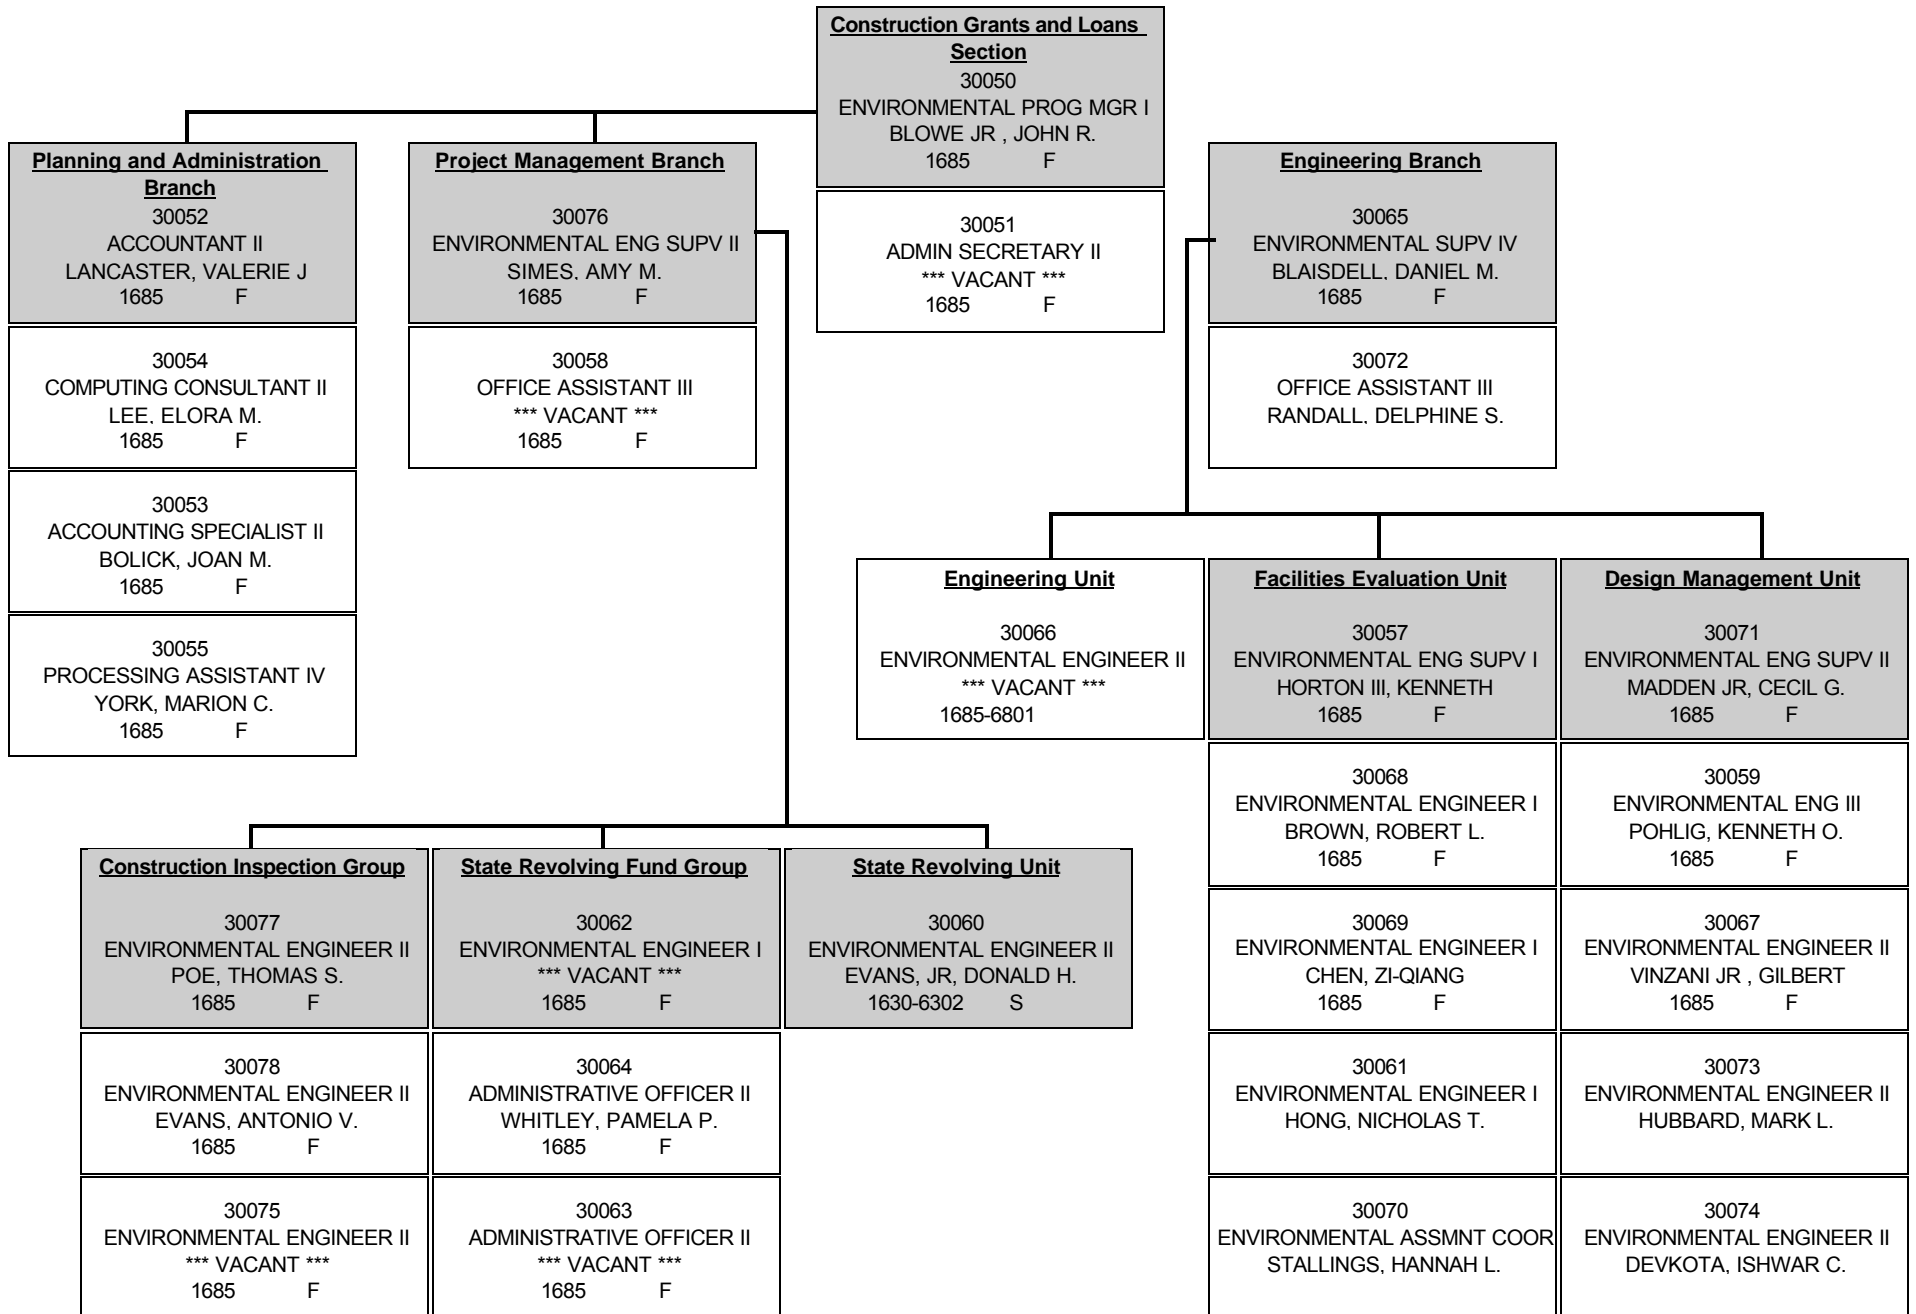 Construction Grants and Loans
Section
30050
ENVIRONMENTAL PROG MGR I
BLOWE JR , JOHN R.
1685 F
30051
ADMIN SECRETARY II
*** VACANT ***
1685 F
Planning and Administration
Branch
30052
ACCOUNTANT II
LANCASTER, VALERIE J
1685 F
30054
COMPUTING CONSULTANT II
LEE, ELORA M.
1685 F
30053
ACCOUNTING SPECIALIST II
BOLICK, JOAN M.
1685 F
30055
PROCESSING ASSISTANT IV
YORK, MARION C.
1685 F
Project Management Branch
30076
ENVIRONMENTAL ENG SUPV II
SIMES, AMY M.
1685 F
30058
OFFICE ASSISTANT III
*** VACANT ***
1685 F
Engineering Branch
30065
ENVIRONMENTAL SUPV IV
BLAISDELL, DANIEL M.
1685 F
30072
OFFICE ASSISTANT III
RANDALL, DELPHINE S.
Engineering Unit
30066
ENVIRONMENTAL ENGINEER II
*** VACANT ***
1685-6801
Facilities Evaluation Unit
30057
ENVIRONMENTAL ENG SUPV I
HORTON III, KENNETH
1685 F
30068
ENVIRONMENTAL ENGINEER I
BROWN, ROBERT L.
1685 F
30069
ENVIRONMENTAL ENGINEER I
CHEN, ZI-QIANG
1685 F
30061
ENVIRONMENTAL ENGINEER I
HONG, NICHOLAS T.
30070
ENVIRONMENTAL ASSMNT COOR
STALLINGS, HANNAH L.
Design Management Unit
30071
ENVIRONMENTAL ENG SUPV II
MADDEN JR, CECIL G.
1685 F
30059
ENVIRONMENTAL ENG III
POHLIG, KENNETH O.
1685 F
30067
ENVIRONMENTAL ENGINEER II
VINZANI JR , GILBERT
1685 F
30073
ENVIRONMENTAL ENGINEER II
HUBBARD, MARK L.
30074
ENVIRONMENTAL ENGINEER II
DEVKOTA, ISHWAR C.
Construction Inspection Group
30077
ENVIRONMENTAL ENGINEER II
POE, THOMAS S.
1685 F
30078
ENVIRONMENTAL ENGINEER II
EVANS, ANTONIO V.
1685 F
30075
ENVIRONMENTAL ENGINEER II
*** VACANT ***
1685 F
State Revolving Fund Group
30062
ENVIRONMENTAL ENGINEER I
*** VACANT ***
1685 F
30064
ADMINISTRATIVE OFFICER II
WHITLEY, PAMELA P.
1685 F
30063
ADMINISTRATIVE OFFICER II
*** VACANT ***
1685 F
State Revolving Unit
30060
ENVIRONMENTAL ENGINEER II
EVANS, JR, DONALD H.
1630-6302 S